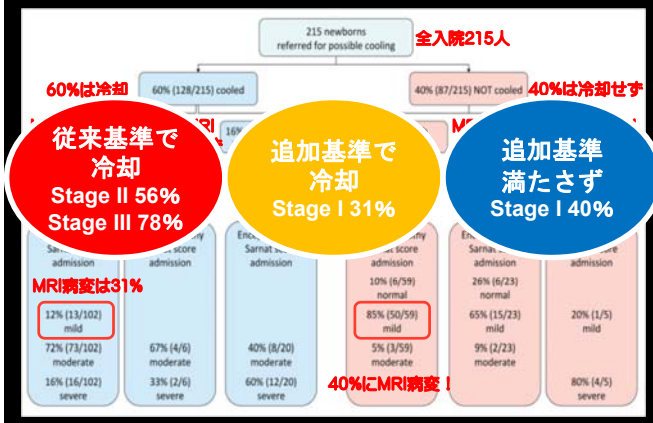 215 newborns
referred for possible cooling
全入院215人
60%は冷却
60% (128/215) cooled
40% (87/215) NOT cooled
40%は冷却せず
従来基準で
冷却
Stage II 56%
Stage III 78%
追加基準で
冷却
Stage I 31%
追加基準
満たさず
Stage I 40%
Sarnat
admission
score
admission
Sarnat
admission
score
admission
Sarnat
admission
score
admission
MRI病変は31%
12% (13/102)
mild
72% (73/102)
moderate
16% (16/102)
severe
67% (4/6)
moderate
33% (2/6)
severe
40% (8/20)
moderate
60% (12/20)
severe
10% (6/59)
normal
85% (50/59)
mild
5% (3/59)
moderate
40%にMRI病変！
26% (6/23)
normal
65% (15/23)
mild
9% (2/23)
moderate
20% (1/5)
mild
80% (4/5)
severe